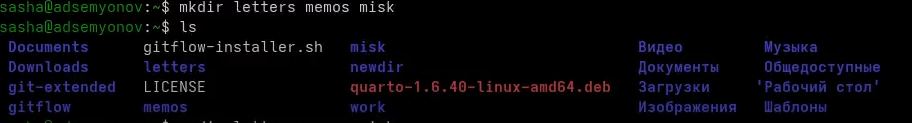 sasha@adsemyonov:~$ mkdir letters memos misk
sasha@adsemyonov:~$ ls
Documents gitflow-installer.sh misk Видео Музыка
Downloads letters newdir Документы Общедоступные
git-extended LICENSE quarto-1.6.40-linux-amd64.deb Загрузки 'Рабочий стол'
gitflow memos work Изображения Шаблоны